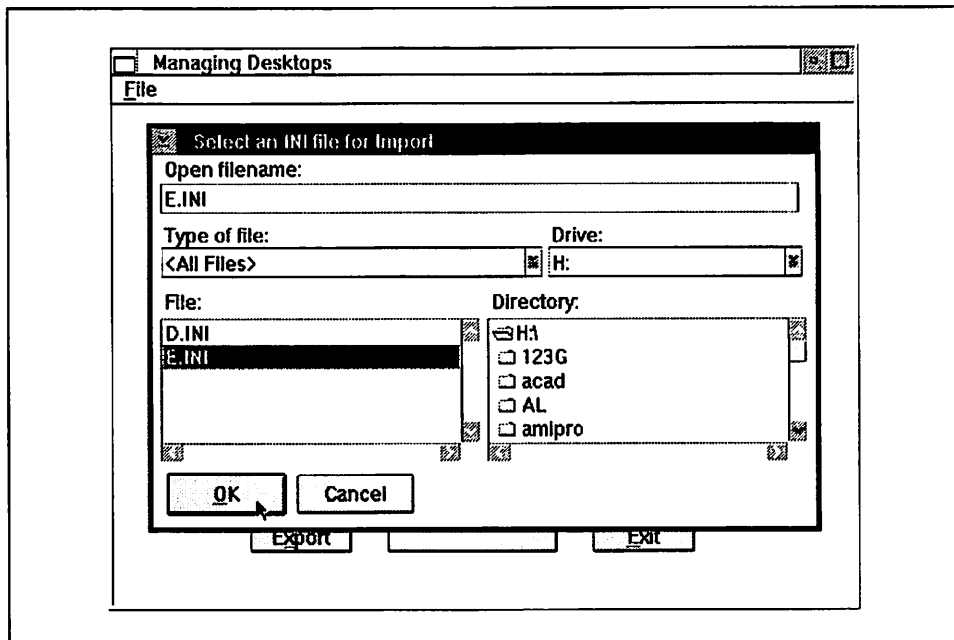 Managing Desktops
File
Select an INI file for Import
Open filename:
E.INI
Type of file:
Drive:
<All Files>
H:
File:
Directory:
D.INI
E.INI
H:\
123G
acad
AL
amipro
OK
Cancel
Export
Exit